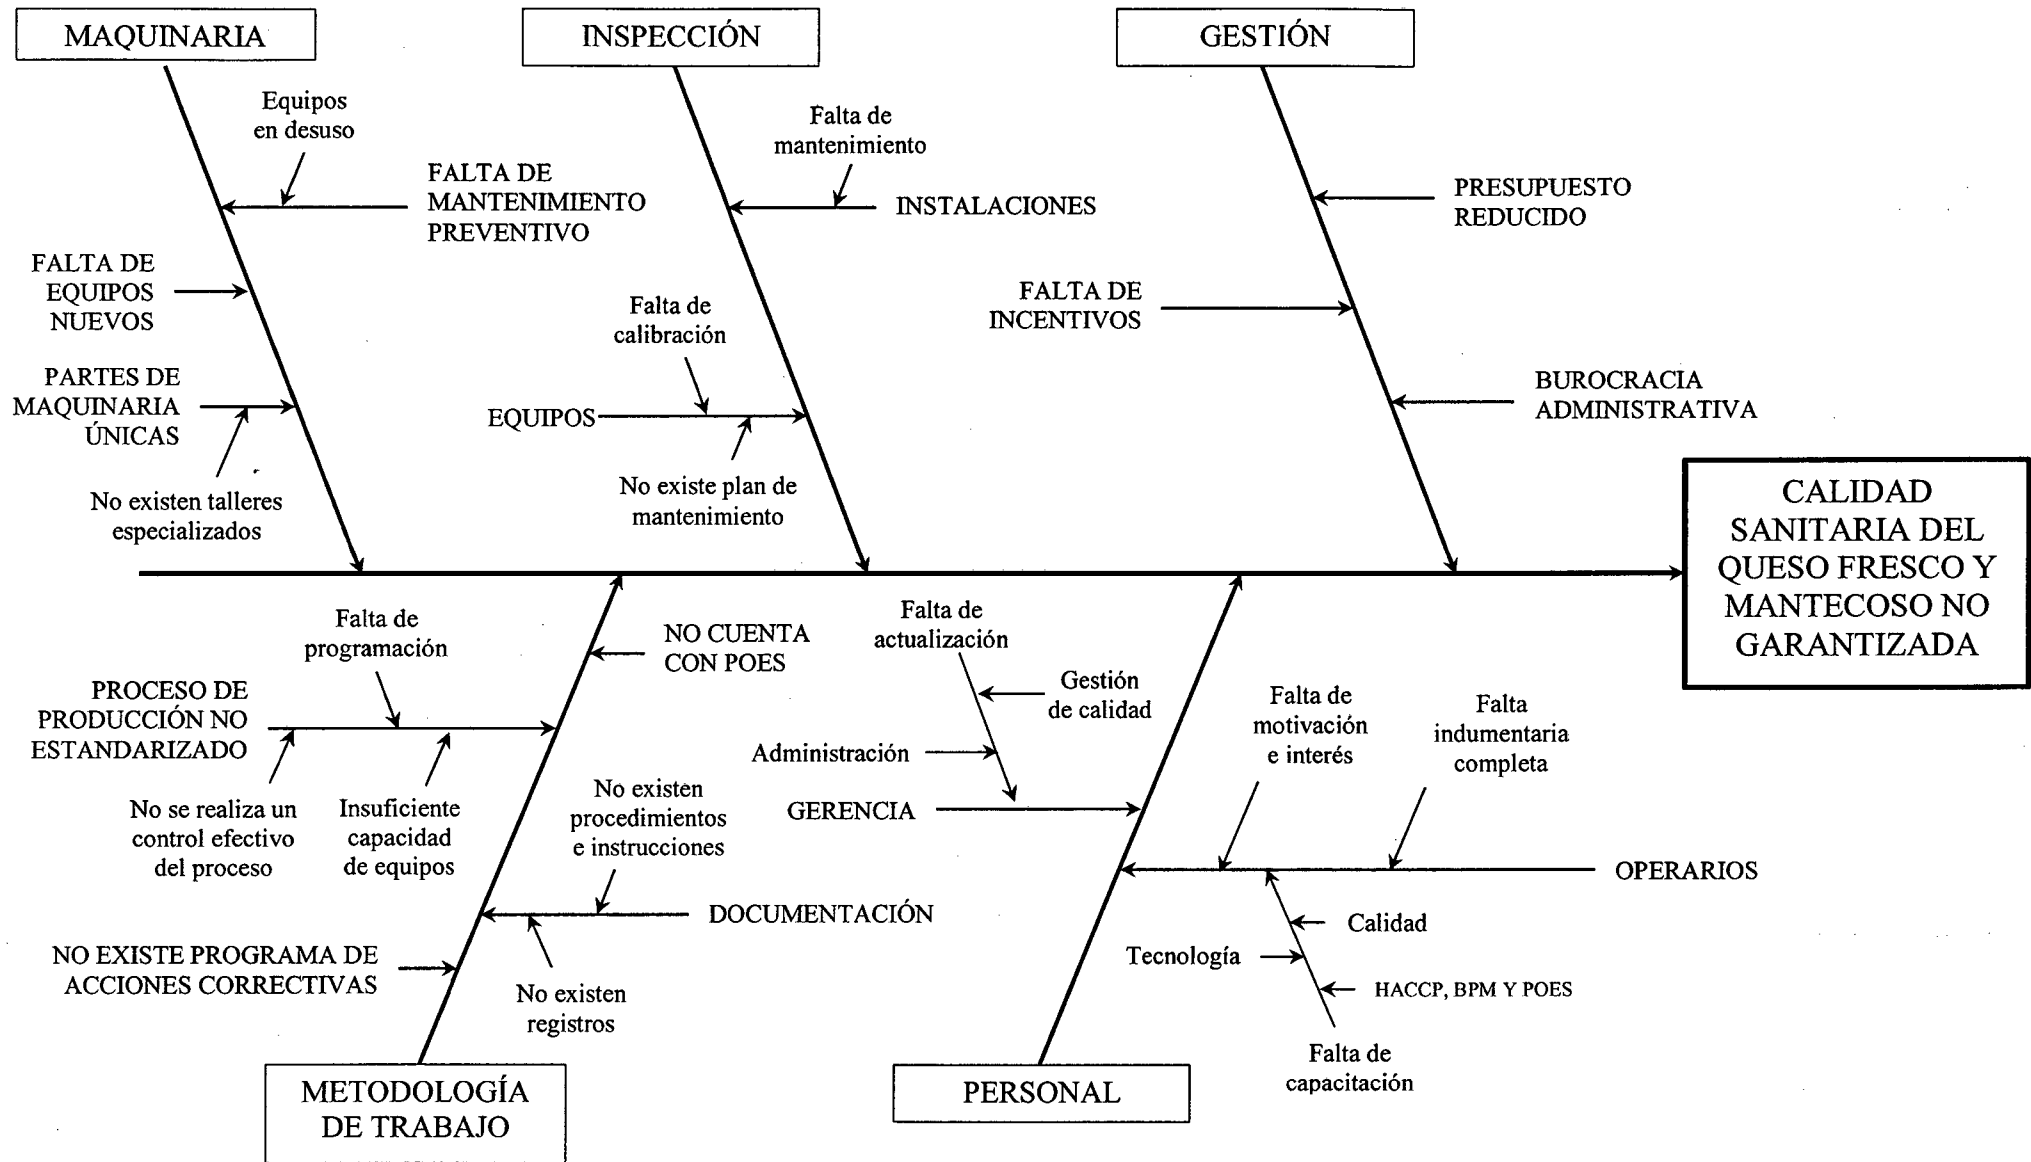 MAQUINARIA
INSPECCIÓN
GESTIÓN
Equipos
en desuso
FALTA DE
MANTENIMIENTO
PREVENTIVO
FALTA DE
EQUIPOS
NUEVOS
PARTES DE
MAQUINARIA
ÚNICAS
No existen talleres
especializados
Falta de
mantenimiento
INSTALACIONES
Falta de
calibración
EQUIPOS
No existe plan de
mantenimiento
PRESUPUESTO
REDUCIDO
FALTA DE
INCENTIVOS
BUROCRACIA
ADMINISTRATIVA
CALIDAD
SANITARIA DEL
QUESO FRESCO Y
MANTECOSO NO
GARANTIZADA
Falta de
programación
NO CUENTA
CON POES
PROCESO DE
PRODUCCIÓN NO
ESTANDARIZADO
No se realiza un
control efectivo
del proceso
Insuficiente
capacidad
de equipos
No existen
procedimientos
e instrucciones
DOCUMENTACIÓN
NO EXISTE PROGRAMA DE
ACCIONES CORRECTIVAS
No existen
registros
METODOLOGÍA
DE TRABAJO
Falta de
actualización
Gestión
de calidad
Administración
GERENCIA
Falta de
motivación
e interés
Falta
indumentaria
completa
OPERARIOS
Calidad
Tecnología
HACCP, BPM Y POES
Falta de
capacitación
PERSONAL